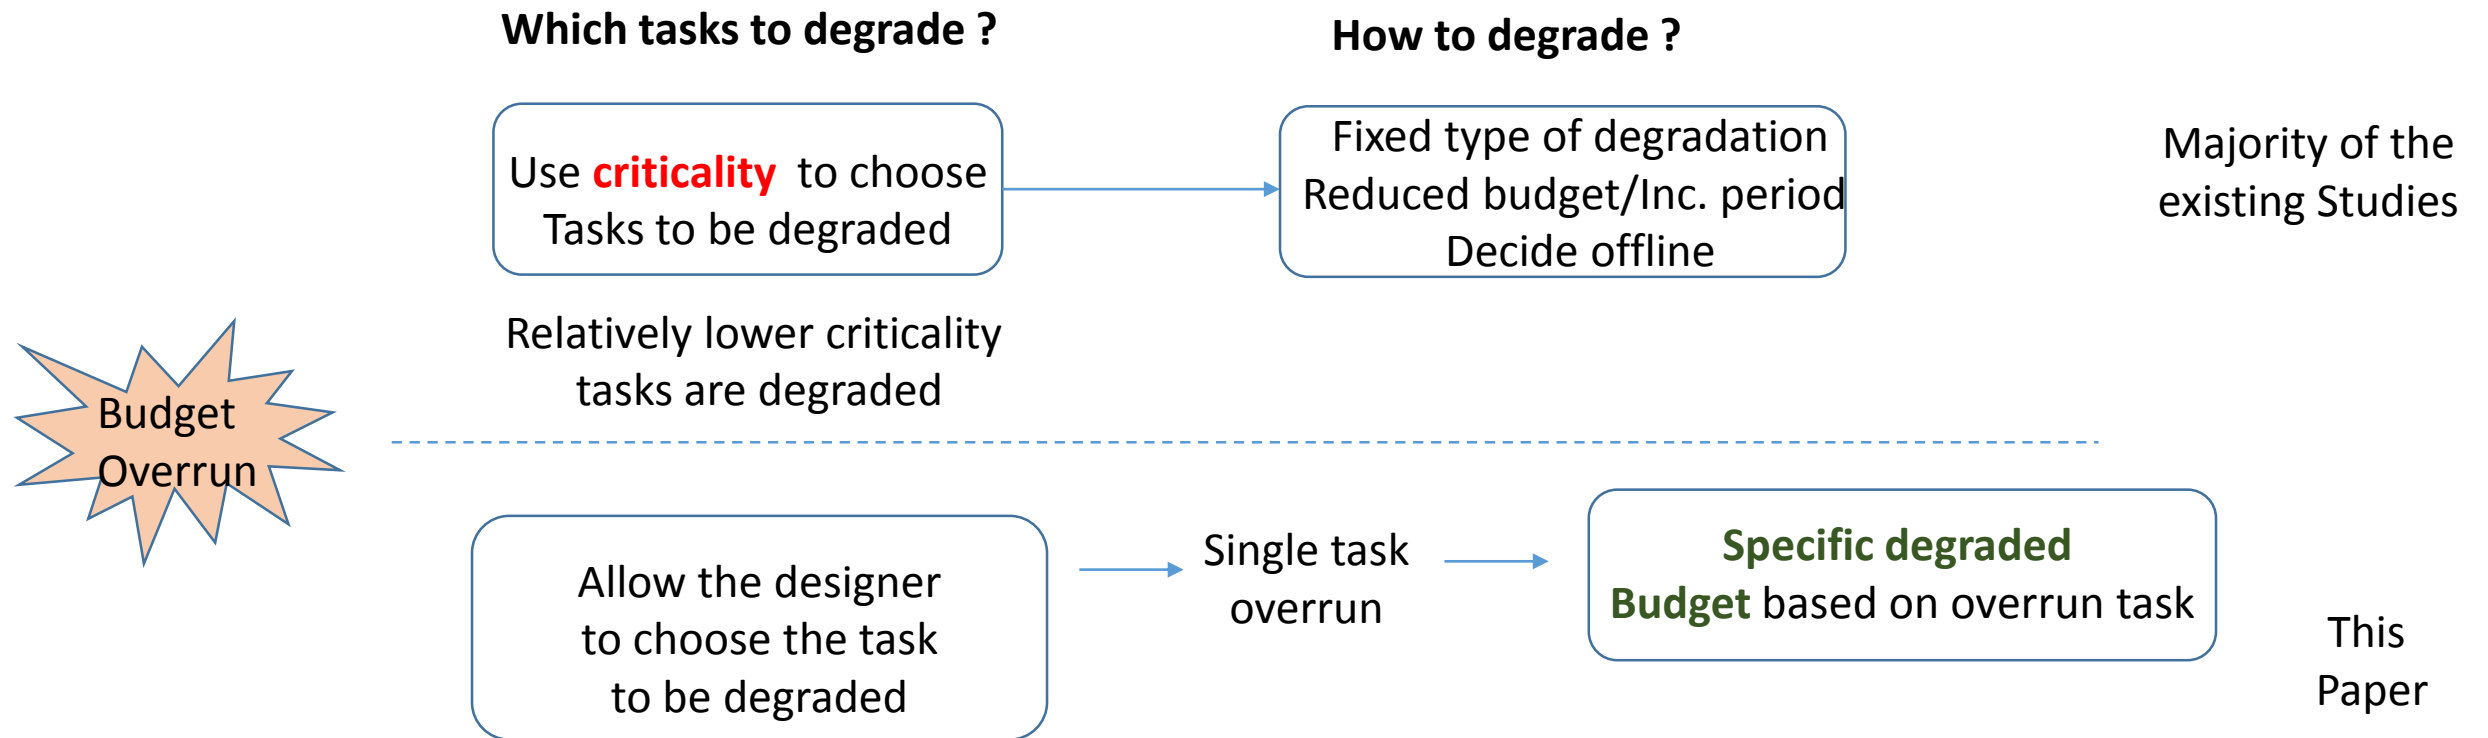 Which tasks to degrade ?
How to degrade ?
Use criticality to choose
Tasks to be degraded
Fixed type of degradation
Reduced budget/Inc. period
Decide offline
Majority of the
existing Studies
Relatively lower criticality
tasks are degraded
Budget
Overrun
Allow the designer
to choose the task
to be degraded
Single task
overrun
Specific degraded
Budget based on overrun task
This
Paper